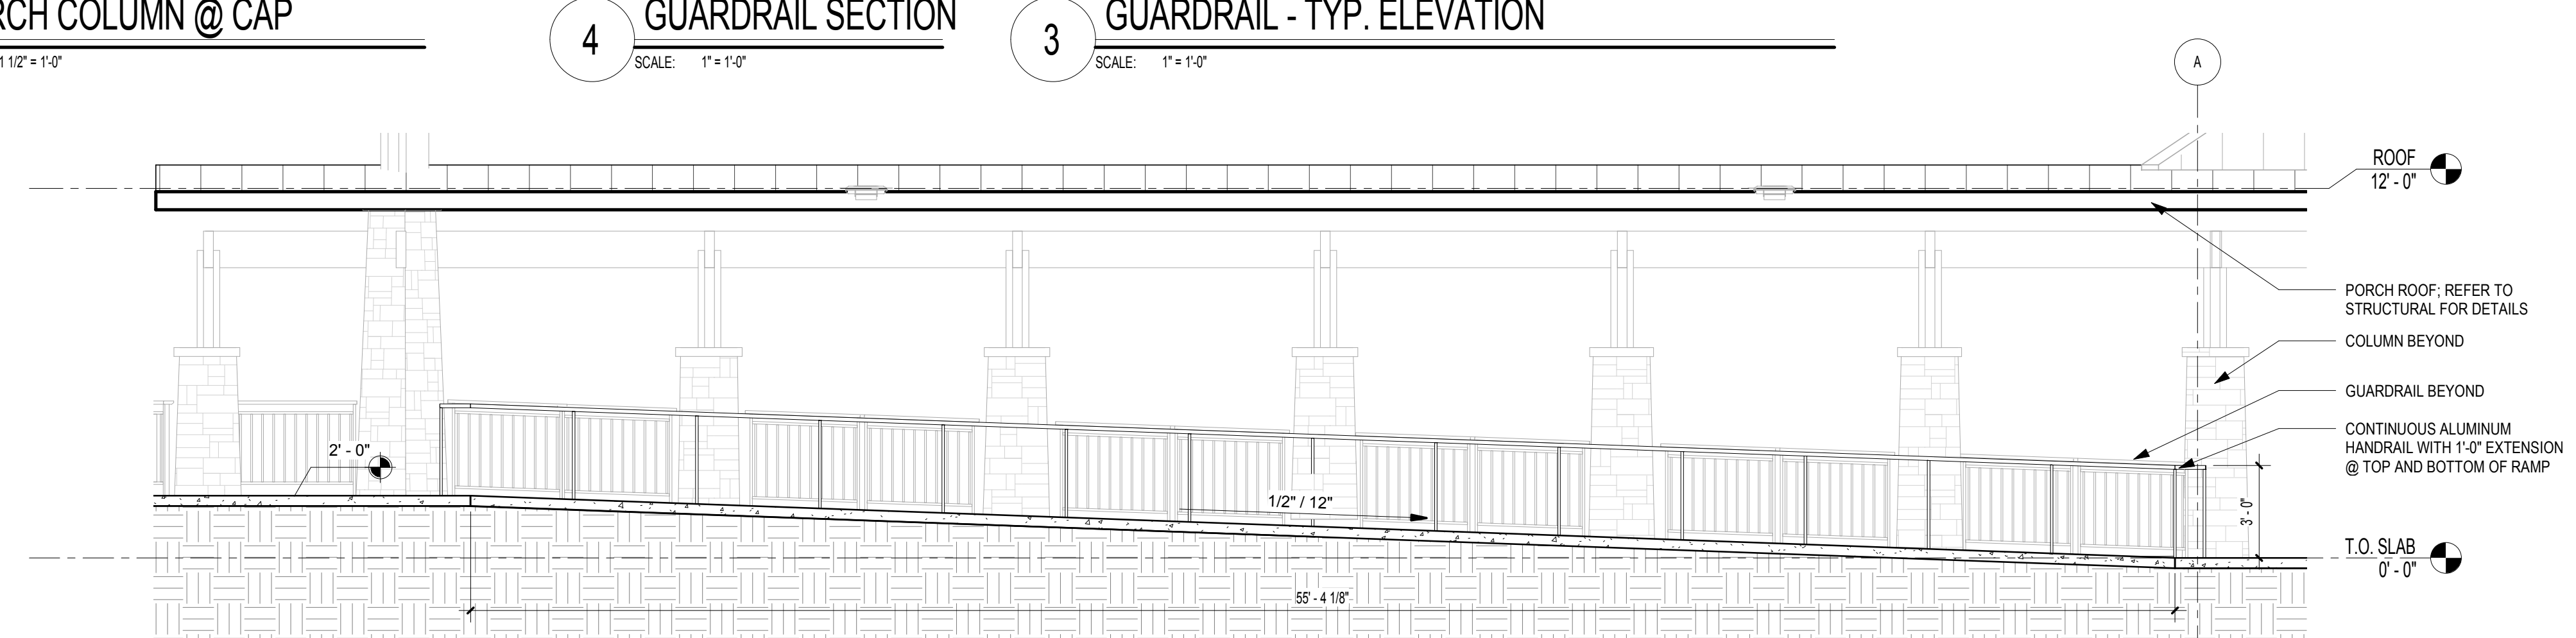 RCH COLUMN @ CAP
1 1/2" = 1'-0"
4
GUARDRAIL SECTION
SCALE: 1" = 1'-0"
3
GUARDRAIL - TYP. ELEVATION
SCALE: 1" = 1'-0"
A
ROOF
12' - 0"
PORCH ROOF; REFER TO
STRUCTURAL FOR DETAILS
COLUMN BEYOND
GUARDRAIL BEYOND
CONTINUOUS ALUMINUM
HANDRAIL WITH 1'-0" EXTENSION
@ TOP AND BOTTOM OF RAMP
2' - 0"
1/2" / 12"
3' - 0"
T.O. SLAB
0' - 0"
55' - 4 1/8"